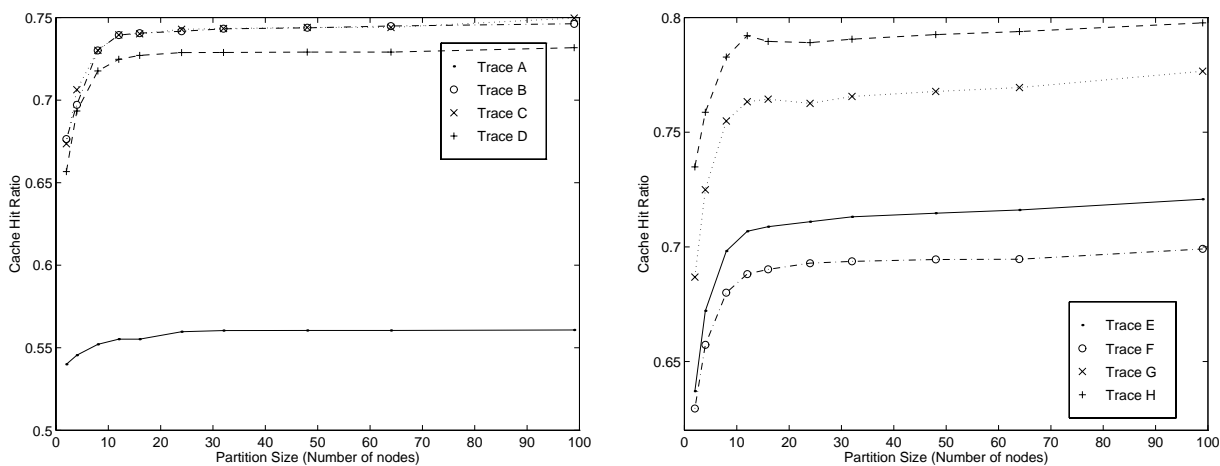 0.75
0.7
0.65
0.6
0.55
0.5
Cache Hit Ratio
Trace A
Trace B
Trace C
Trace D
0 10 20 30 40 50 60 70 80 90 100
Partition Size (Number of nodes)
0.8
0.75
0.7
0.65
Cache Hit Ratio
Trace E
Trace F
Trace G
Trace H
0 10 20 30 40 50 60 70 80 90 100
Partition Size (Number of nodes)